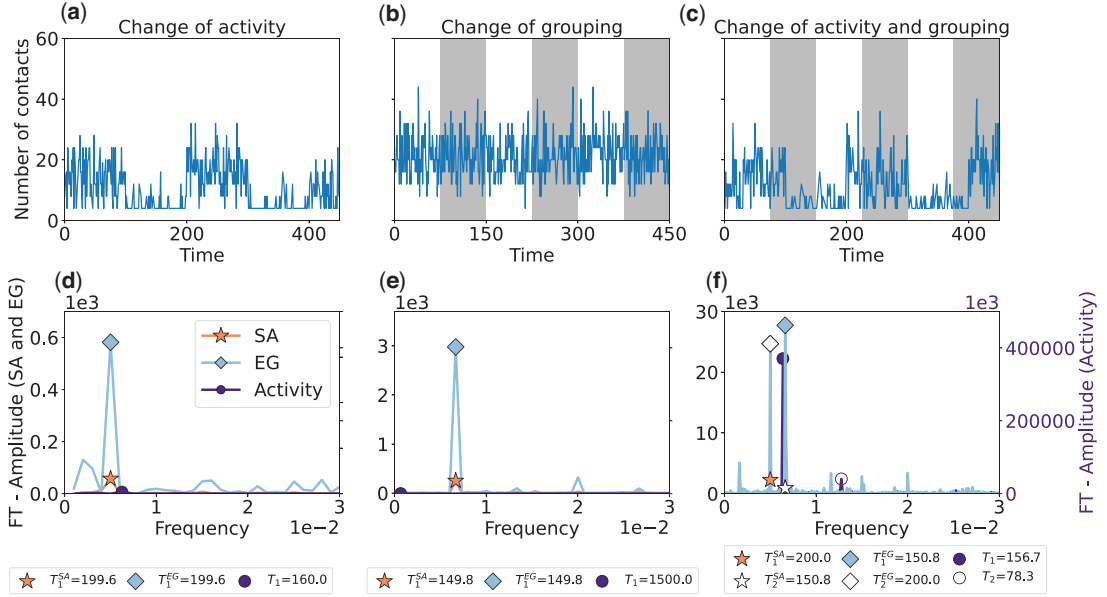 (a)
(b)
(c)
Change of activity
Change of grouping
Change of activity and grouping
Number of contacts
60
40
20
0
0 200 400
Time
0 150 300 450
Time
0 200 400
Time
(d)
(e)
(f)
FT - Amplitude (SA and EG)
1e3
0.6
0.4
0.2
0.0
SA
EG
Activity
0 1 2 3
Frequency
1e−2
1e3
3
2
1
0
0 1 2 3
Frequency
1e−2
1e3
30
20
10
0
1e3
400000
200000
0
FT - Amplitude (Activity)
0 1 2 3
Frequency
1e−2
T₁^SA=199.6 T₁^EG=199.6 T₁=160.0
T₁^SA=149.8 T₁^EG=149.8 T₁=1500.0
T₁^SA=200.0 T₁^EG=150.8 T₁=156.7
T₂^SA=150.8 T₂^EG=200.0 T₂=78.3